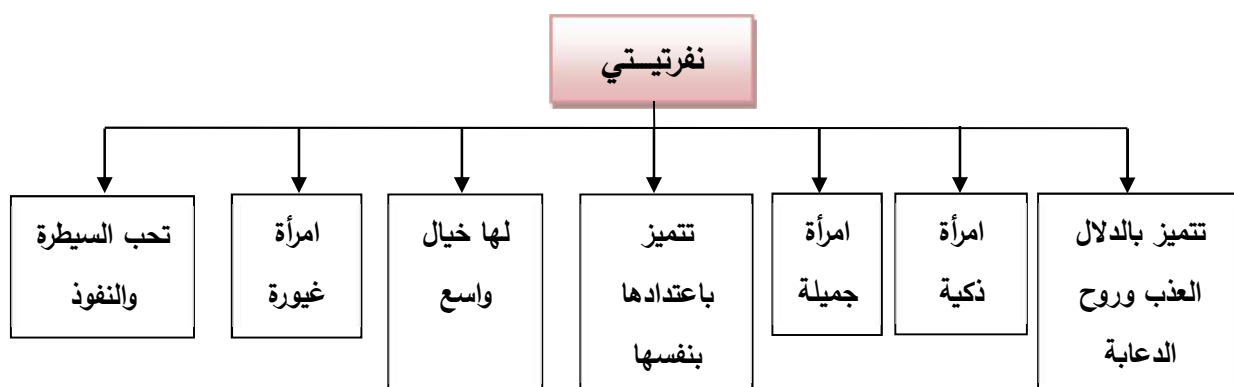 نفرتيـــتي
تتميز بالدلال
العذب وروح
الدعابة
امرأة
ذكية
امرأة
جميلة
تتميز
باعتدادها
بنفسها
لها خيال
واسع
امرأة
غيورة
تحب السيطرة
والنفوذ